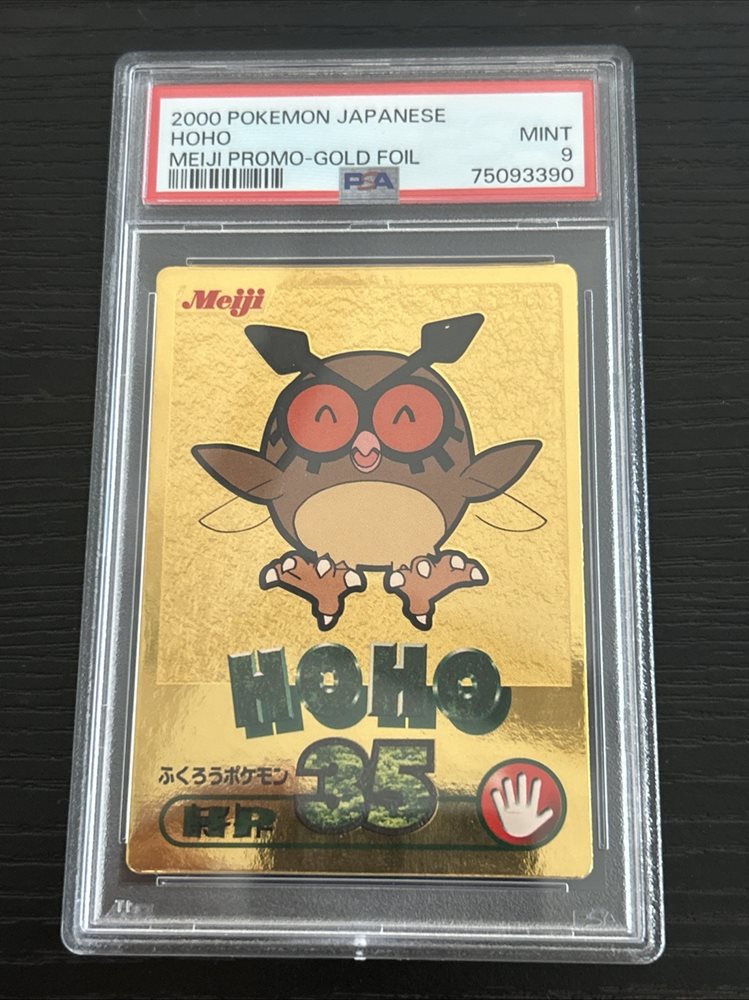 2000 POKEMON JAPANESE
HOHO MINT
MEIJI PROMO-GOLD FOIL 9
PSA 75093390
Meiji
HOHO
ふくろうポケモン
HP 35